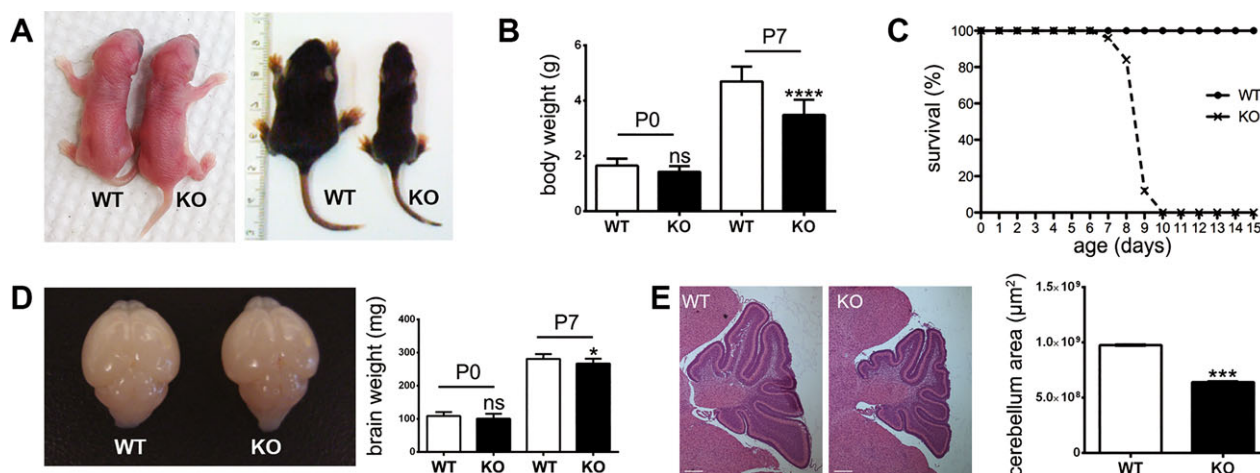 A
WT
KO
WT
KO
B
body weight (g)
6
4
2
0
P0
ns
P7
****
WT
KO
WT
KO
C
survival (%)
100
80
60
40
20
0
0 1 2 3 4 5 6 7 8 9 10 11 12 13 14 15
age (days)
WT
KO
D
WT
KO
brain weight (mg)
400
300
200
100
0
P0
ns
P7
*
WT
KO
WT
KO
E
WT
KO
cerebellum area (μm²)
1.5×10⁹
1.0×10⁹
5.0×10⁸
0
***
WT
KO